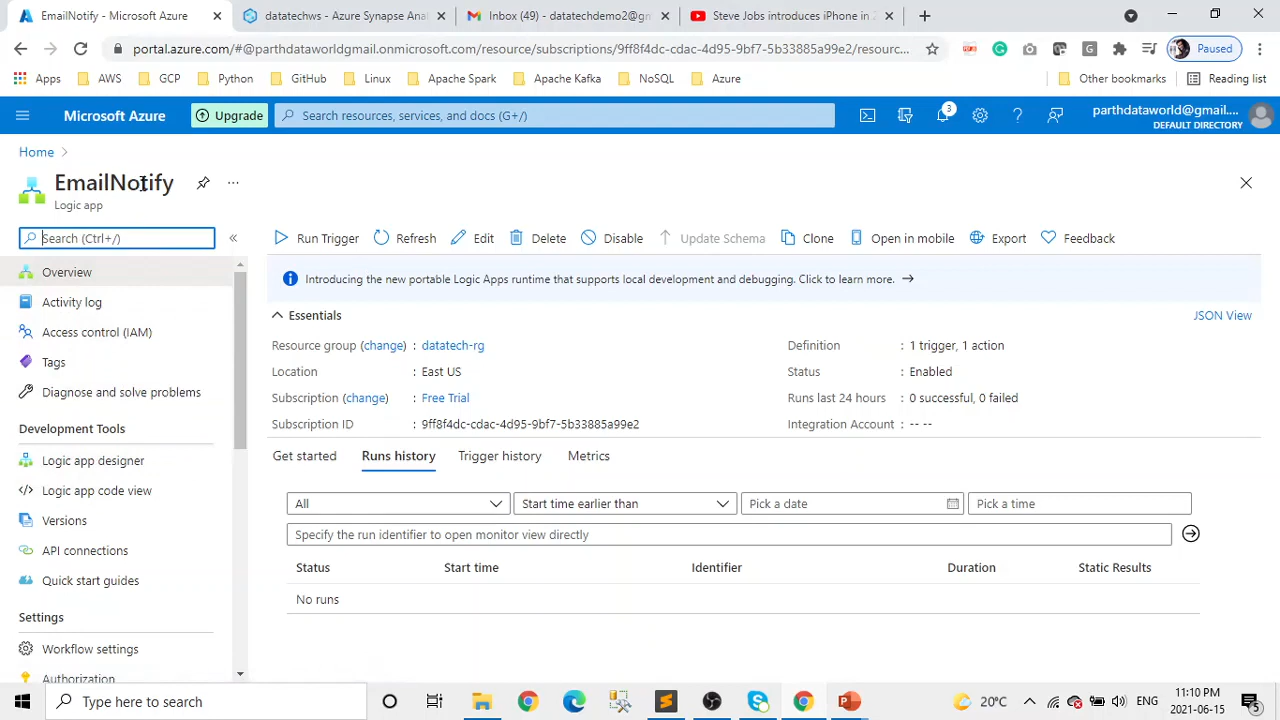 EmailNotify - Microsoft Azure
datatechws - Azure Synapse Anal
Inbox (49) - datatechdemo2@gm
Steve Jobs introduces iPhone in 2
portal.azure.com/#@parthdataworldgmail.onmicrosoft.com/resource/subscriptions/9ff8f4dc-cdac-4d95-9bf7-5b33885a99e2/resourc...
Paused
Apps
AWS
GCP
Python
GitHub
Linux
Apache Spark
Apache Kafka
NoSQL
Azure
Other bookmarks
Reading list
Microsoft Azure
Upgrade
Search resources, services, and docs (G+/)
3
parthdataworld@gmail....
DEFAULT DIRECTORY
Home >
EmailNotify
Logic app
Search (Ctrl+/)
Run Trigger
Refresh
Edit
Delete
Disable
Update Schema
Clone
Open in mobile
Export
Feedback
Overview
Activity log
Access control (IAM)
Tags
Diagnose and solve problems
Development Tools
Logic app designer
Logic app code view
Versions
API connections
Quick start guides
Settings
Workflow settings
Authorization
Introducing the new portable Logic Apps runtime that supports local development and debugging. Click to learn more. →
Essentials
JSON View
Resource group (change) : datatech-rg
Location : East US
Subscription (change) : Free Trial
Subscription ID : 9ff8f4dc-cdac-4d95-9bf7-5b33885a99e2
Definition : 1 trigger, 1 action
Status : Enabled
Runs last 24 hours : 0 successful, 0 failed
Integration Account : -- --
Get started
Runs history
Trigger history
Metrics
All
Start time earlier than
Pick a date
Pick a time
Specify the run identifier to open monitor view directly
Status
Start time
Identifier
Duration
Static Results
No runs
Type here to search
20°C
ENG
11:10 PM
2021-06-15
5